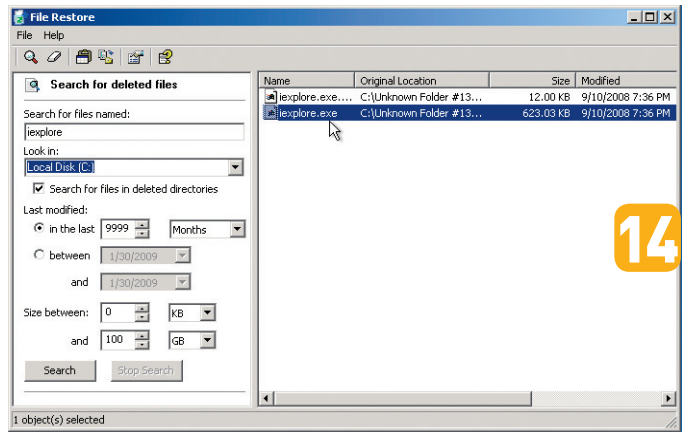 File Restore
File Help
Search for deleted files
Search for files named:
iexplore
Look in:
Local Disk (C:)
Search for files in deleted directories
Last modified:
in the last 9999 Months
between 1/30/2009
and 1/30/2009
Size between: 0 KB
and 100 GB
Search Stop Search
Name Original Location Size Modified
iexplore.exe.... C:\Unknown Folder #13... 12.00 KB 9/10/2008 7:36 PM
iexplore.exe C:\Unknown Folder #13... 623.03 KB 9/10/2008 7:36 PM
14
1 object(s) selected